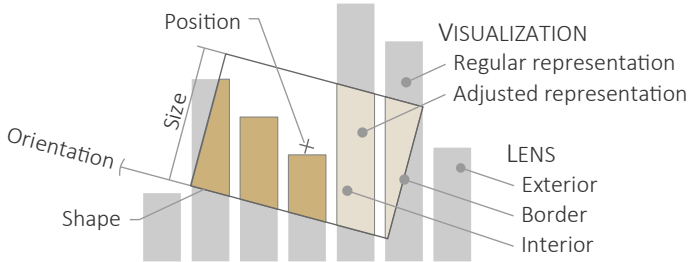 Position
VISUALIZATION
Regular representation
Adjusted representation
Size
Orientation
LENS
Exterior
Shape
Border
Interior